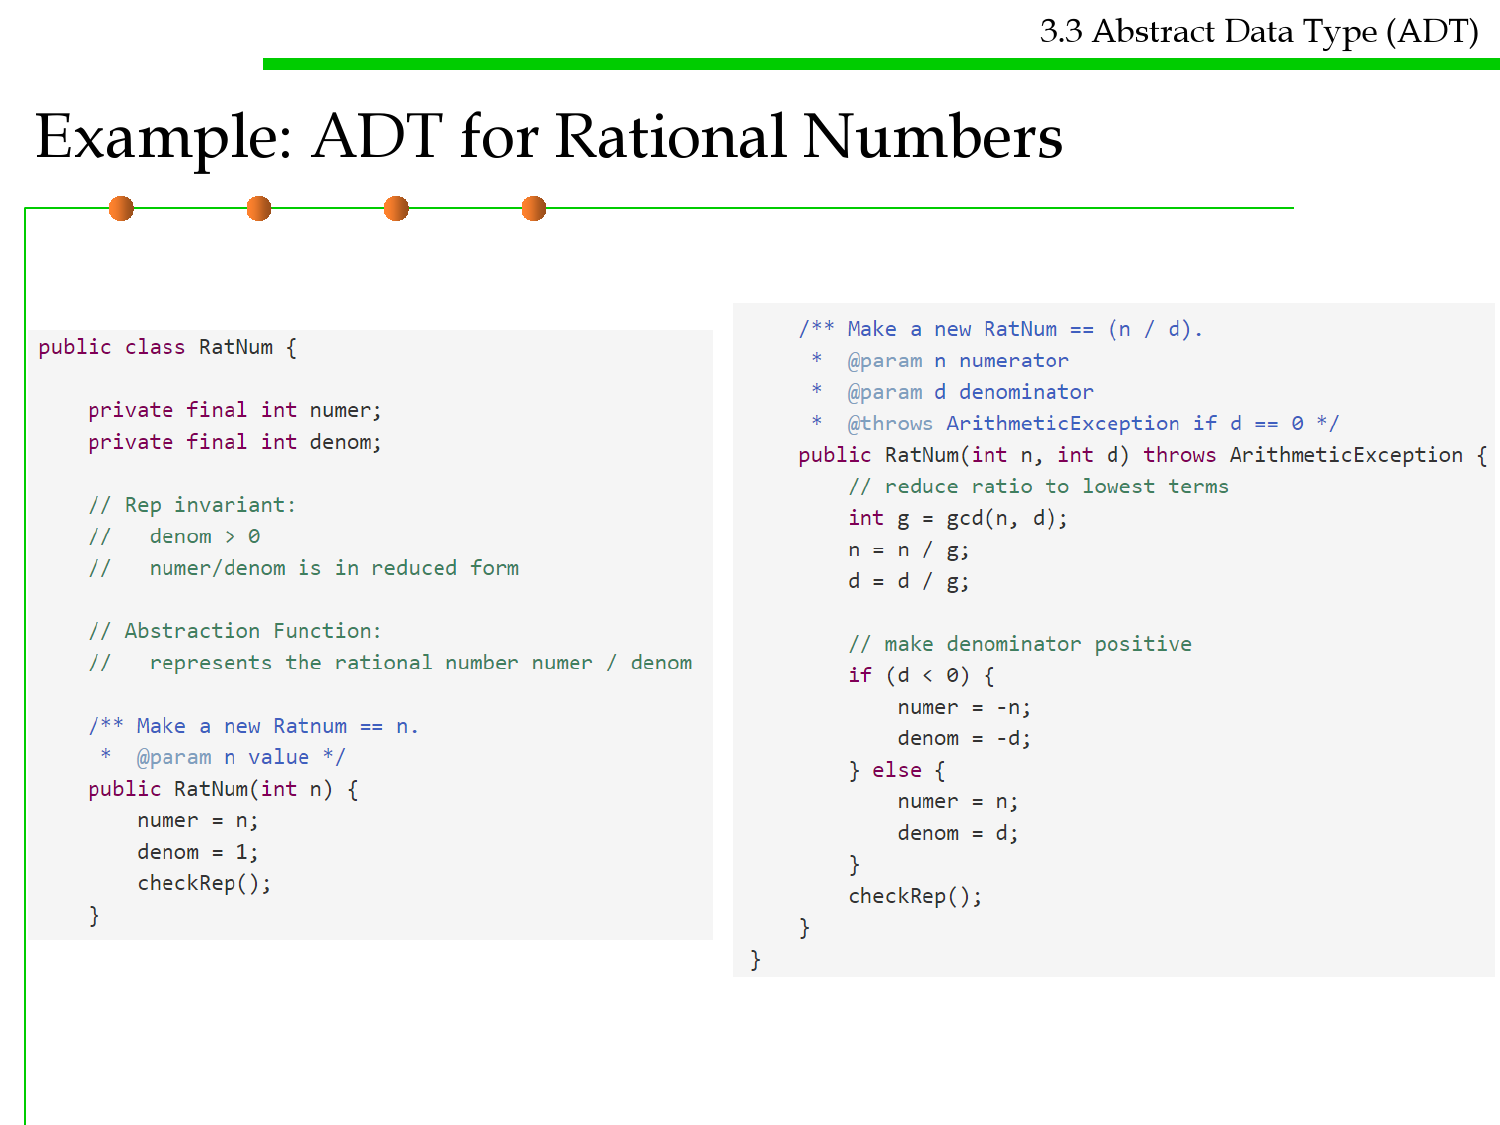 3.3 Abstract Data Type (ADT)
Example: ADT for Rational Numbers
public class RatNum {
private final int numer;
private final int denom;
// Rep invariant:
//   denom > 0
//   numer/denom is in reduced form
// Abstraction Function:
//   represents the rational number numer / denom
/** Make a new Ratnum == n.
 *  @param n value */
public RatNum(int n) {
numer = n;
denom = 1;
checkRep();
}
/** Make a new RatNum == (n / d).
 *  @param n numerator
 *  @param d denominator
 *  @throws ArithmeticException if d == 0 */
public RatNum(int n, int d) throws ArithmeticException {
// reduce ratio to lowest terms
int g = gcd(n, d);
n = n / g;
d = d / g;
// make denominator positive
if (d < 0) {
numer = -n;
denom = -d;
} else {
numer = n;
denom = d;
}
checkRep();
}
}